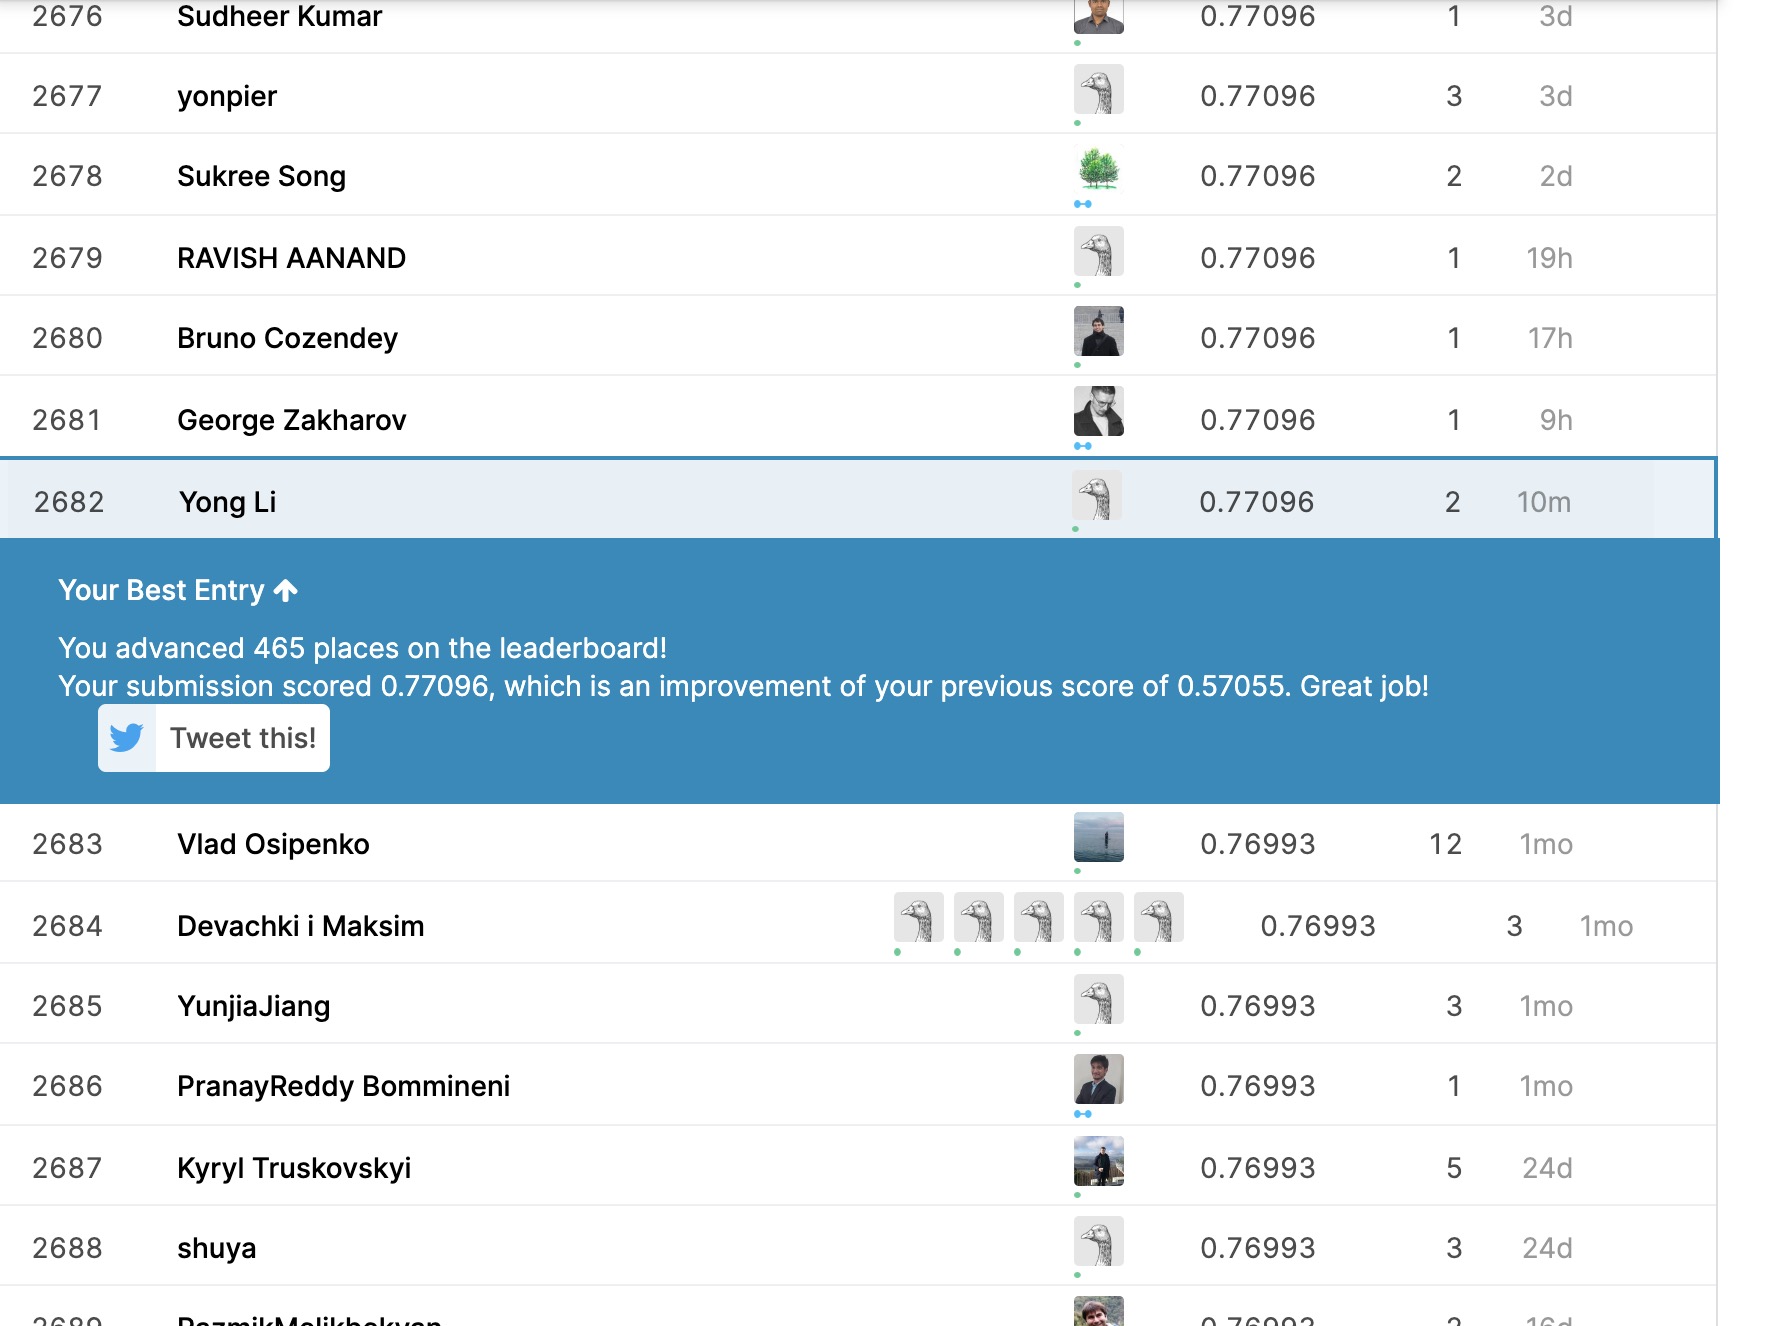 2676 Sudheer Kumar 0.77096 1 3d
2677 yonpier 0.77096 3 3d
2678 Sukree Song 0.77096 2 2d
2679 RAVISH AANAND 0.77096 1 19h
2680 Bruno Cozendey 0.77096 1 17h
2681 George Zakharov 0.77096 1 9h
2682 Yong Li 0.77096 2 10m
Your Best Entry
You advanced 465 places on the leaderboard!
Your submission scored 0.77096, which is an improvement of your previous score of 0.57055. Great job!
Tweet this!
2683 Vlad Osipenko 0.76993 12 1mo
2684 Devachki i Maksim 0.76993 3 1mo
2685 YunjiaJiang 0.76993 3 1mo
2686 PranayReddy Bommineni 0.76993 1 1mo
2687 Kyryl Truskovskyi 0.76993 5 24d
2688 shuya 0.76993 3 24d
2689 0.76993 16d